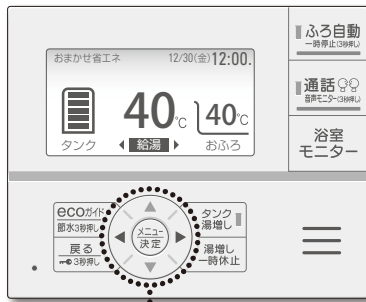 おまかせ省エネ 12/30(金)12:00.
40℃ 40℃
タンク 給湯 おふろ
ふろ自動
一時停止(3秒押し)
通話
音声モニター(3秒押し)
浴室
モニター
ecoガイド
節水3秒押し
戻る
3秒押し
メニュー
決定
タンク
湯増し
湯増し
一時休止